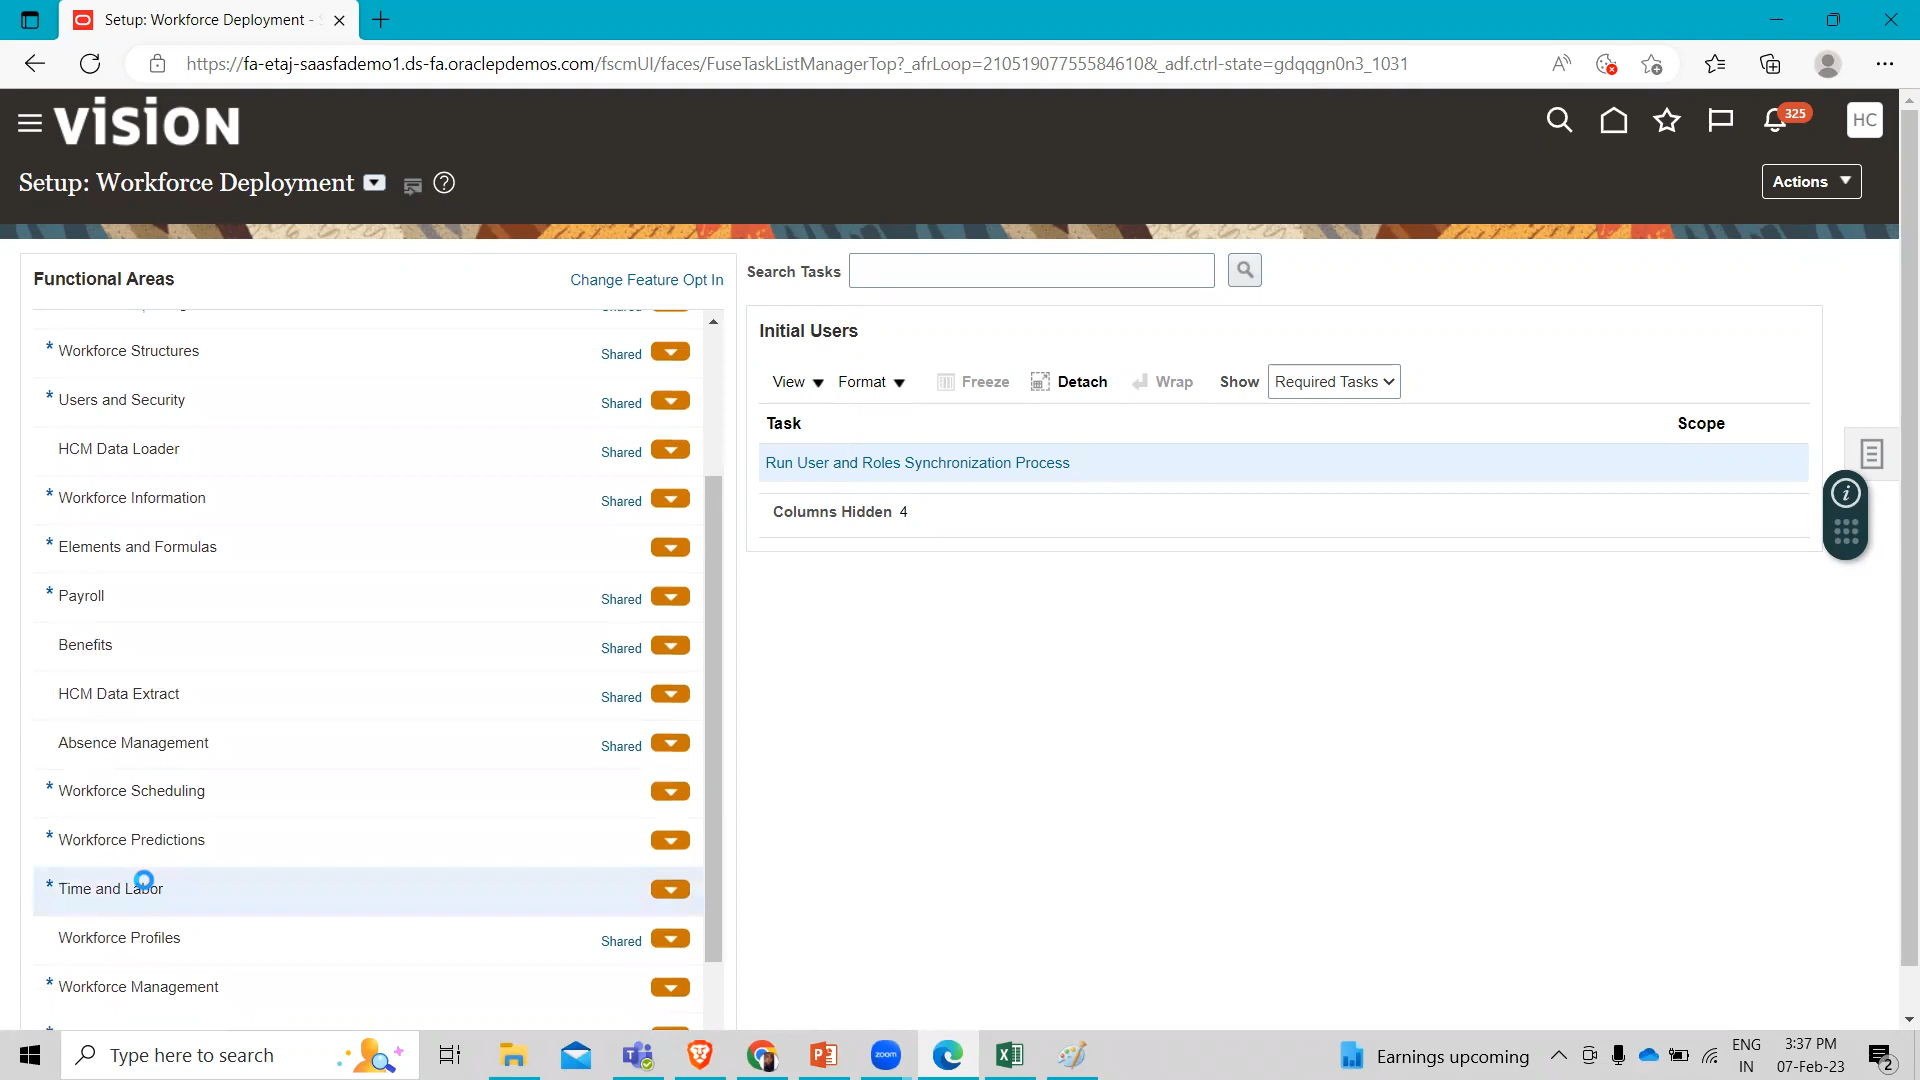 Setup: Workforce Deployment - S
https://fa-etaj-saasfademo1.ds-fa.oraclepdemos.com/fscmUI/faces/FuseTaskListManagerTop?_afrLoop=21051907755584610&_adf.ctrl-state=gdqqgn0n3_1031
vision
325
HC
Setup: Workforce Deployment
Actions
Functional Areas
Change Feature Opt In
Search Tasks
Shared
* Workforce Structures Shared
* Users and Security Shared
HCM Data Loader Shared
* Workforce Information Shared
* Elements and Formulas
* Payroll Shared
Benefits Shared
HCM Data Extract Shared
Absence Management Shared
* Workforce Scheduling
* Workforce Predictions
* Time and Labor
Workforce Profiles Shared
* Workforce Management
*
Initial Users
View Format Freeze Detach Wrap Show Required Tasks
Task Scope
Run User and Roles Synchronization Process
Columns Hidden 4
Type here to search
zoom
Earnings upcoming
ENG
IN
3:37 PM
07-Feb-23
2